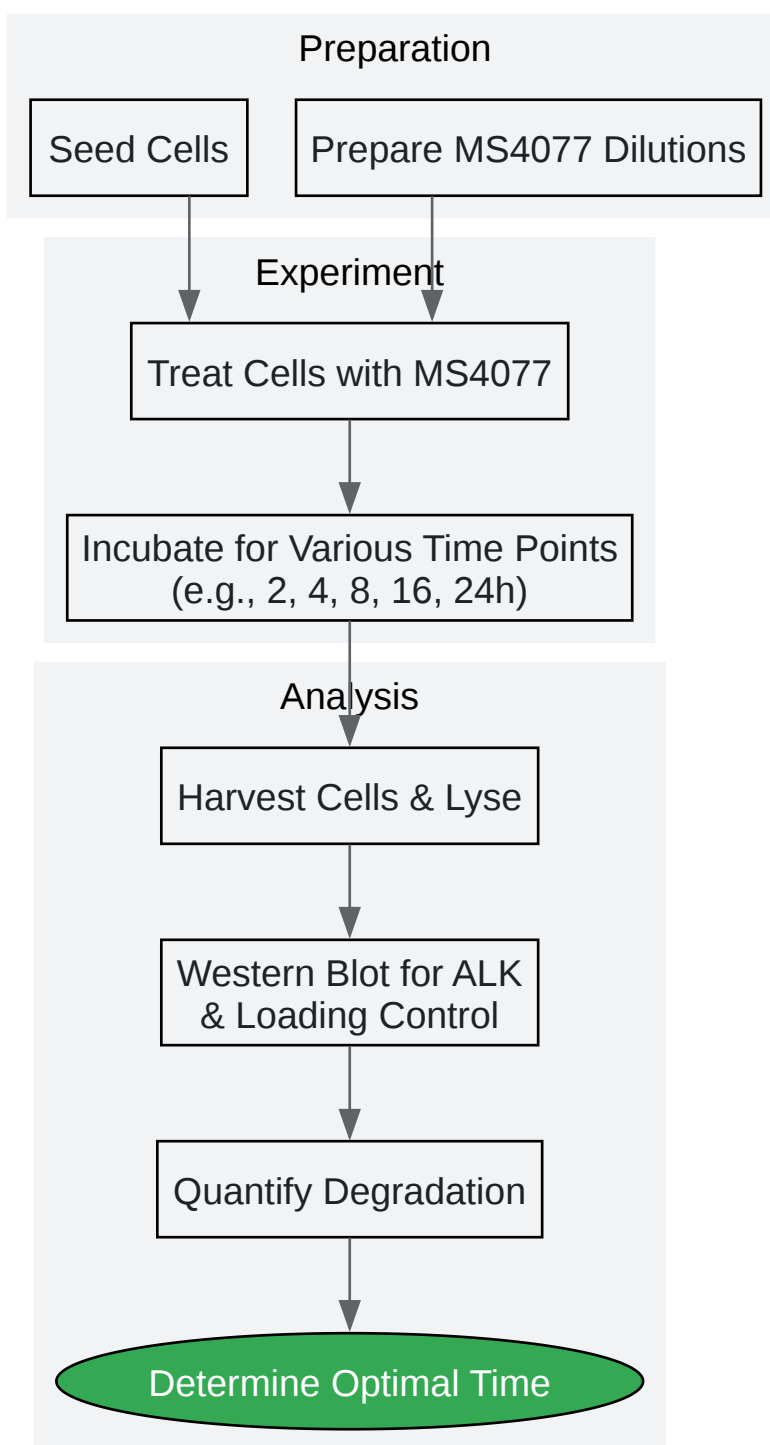 Preparation
Seed Cells
Prepare MS4077 Dilutions
Experiment
Treat Cells with MS4077
Incubate for Various Time Points
(e.g., 2, 4, 8, 16, 24h)
Analysis
Harvest Cells & Lyse
Western Blot for ALK
& Loading Control
Quantify Degradation
Determine Optimal Time